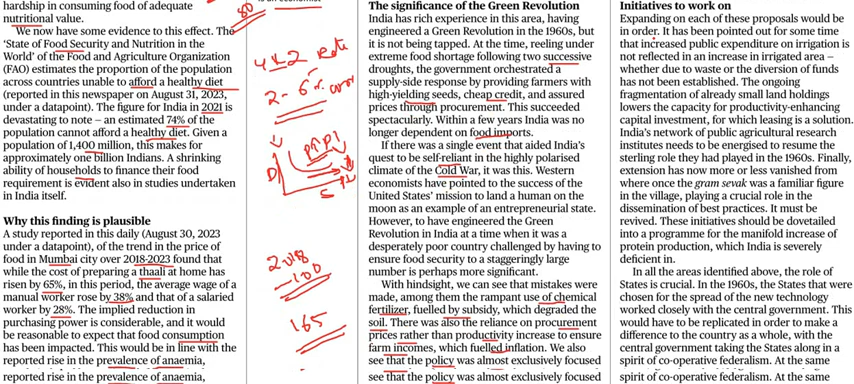 hardship in consuming food of adequate
nutritional value.
We now have some evidence to this effect. The
'State of Food Security and Nutrition in the
World' of the Food and Agriculture Organization
(FAO) estimates the proportion of the population
across countries unable to afford a healthy diet
(reported in this newspaper on August 31, 2023,
under a datapoint). The figure for India in 2021 is
devastating to note — an estimated 74% of the
population cannot afford a healthy diet. Given a
population of 1,400 million, this makes for
approximately one billion Indians. A shrinking
ability of households to finance their food
requirement is evident also in studies undertaken
in India itself.
Why this finding is plausible
A study reported in this daily (August 30, 2023
under a datapoint), of the trend in the price of
food in Mumbai city over 2018-2023 found that
while the cost of preparing a thaali at home has
risen by 65%, in this period, the average wage of a
manual worker rose by 38% and that of a salaried
worker by 28%. The implied reduction in
purchasing power is considerable, and it would
be reasonable to expect that food consumption
has been impacted. This would be in line with the
reported rise in the prevalence of anaemia,
reported rise in the prevalence of anaemia,
80
is an economist
4 ± 2 Rate
2 - 6%
D
S
2018
100
165
The significance of the Green Revolution
India has rich experience in this area, having
engineered a Green Revolution in the 1960s, but
it is not being tapped. At the time, reeling under
extreme food shortage following two successive
droughts, the government orchestrated a
supply-side response by providing farmers with
high-yielding seeds, cheap credit, and assured
prices through procurement. This succeeded
spectacularly. Within a few years India was no
longer dependent on food imports.
If there was a single event that aided India's
quest to be self-reliant in the highly polarised
climate of the Cold War, it was this. Western
economists have pointed to the success of the
United States' mission to land a human on the
moon as an example of an entrepreneurial state.
However, to have engineered the Green
Revolution in India at a time when it was a
desperately poor country challenged by having to
ensure food security to a staggeringly large
number is perhaps more significant.
With hindsight, we can see that mistakes were
made, among them the rampant use of chemical
fertilizer, fuelled by subsidy, which degraded the
soil. There was also the reliance on procurement
prices rather than productivity increase to ensure
farm incomes, which fuelled inflation. We also
see that the policy was almost exclusively focused
see that the policy was almost exclusively focused
Initiatives to work on
Expanding on each of these proposals would be
in order. It has been pointed out for some time
that increased public expenditure on irrigation is
not reflected in an increase in irrigated area —
whether due to waste or the diversion of funds
has not been established. The ongoing
fragmentation of already small land holdings
lowers the capacity for productivity-enhancing
capital investment, for which leasing is a solution.
India's network of public agricultural research
institutes needs to be energised to resume the
sterling role they had played in the 1960s. Finally,
extension has now more or less vanished from
where once the gram sevak was a familiar figure
in the village, playing a crucial role in the
dissemination of best practices. It must be
revived. These initiatives should be dovetailed
into a programme for the manifold increase of
protein production, which India is severely
deficient in.
In all the areas identified above, the role of
States is crucial. In the 1960s, the States that were
chosen for the spread of the new technology
worked closely with the central government. This
would have to be replicated in order to make a
difference to the country as a whole, with the
central government taking the States along in a
spirit of co-operative federalism. At the same
spirit of co-operative federalism. At the same